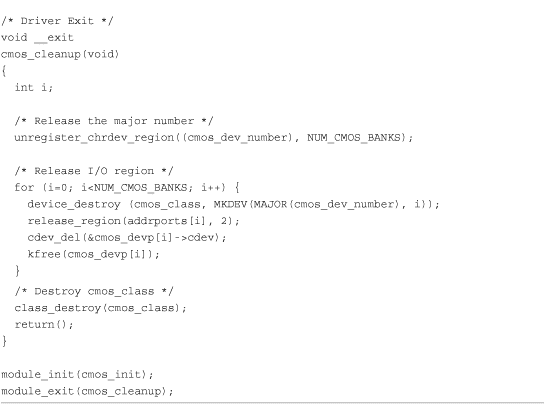 /* Driver Exit */
void __exit
cmos_cleanup(void)
{
  int i;

  /* Release the major number */
  unregister_chrdev_region((cmos_dev_number), NUM_CMOS_BANKS);

  /* Release I/O region */
  for (i=0; i<NUM_CMOS_BANKS; i++) {
    device_destroy (cmos_class, MKDEV(MAJOR(cmos_dev_number), i));
    release_region(addrports[i], 2);
    cdev_del(&cmos_devp[i]->cdev);
    kfree(cmos_devp[i]);
  }
  /* Destroy cmos_class */
  class_destroy(cmos_class);
  return();
}

module_init(cmos_init);
module_exit(cmos_cleanup);